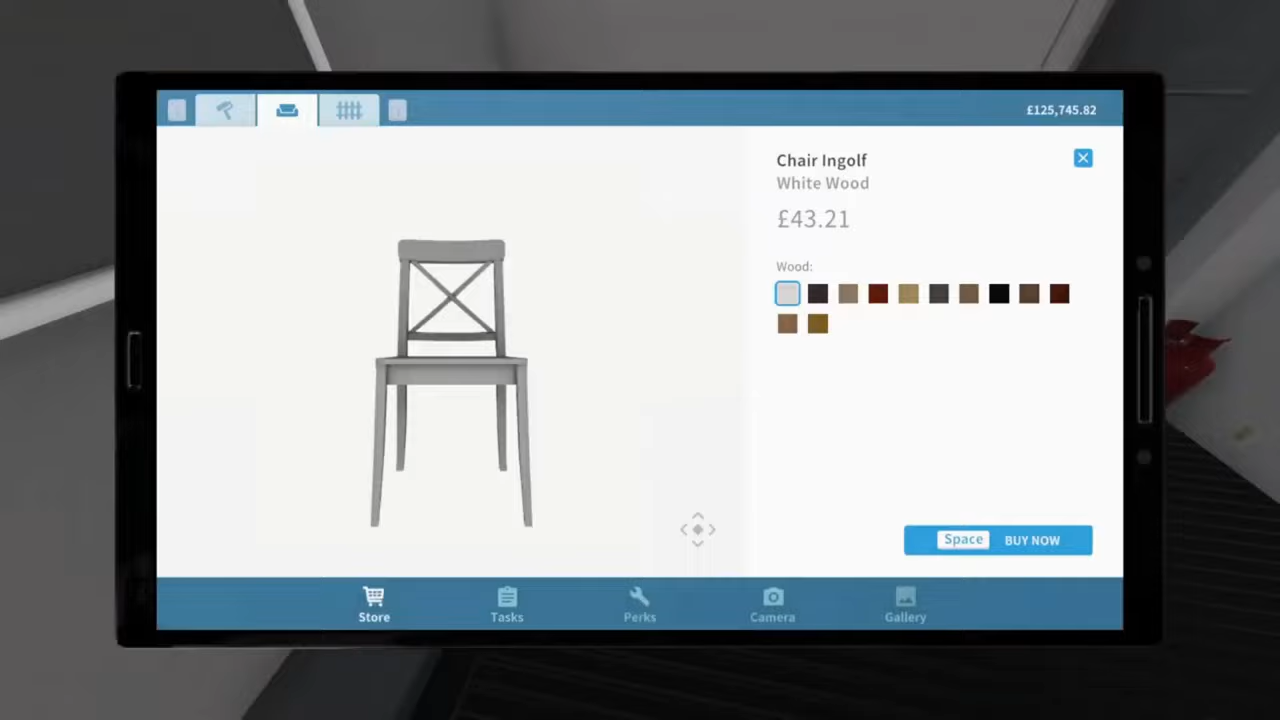 £125,745.82
Chair Ingolf
White Wood
£43.21
Wood:
Space BUY NOW
Store Tasks Perks Camera Gallery